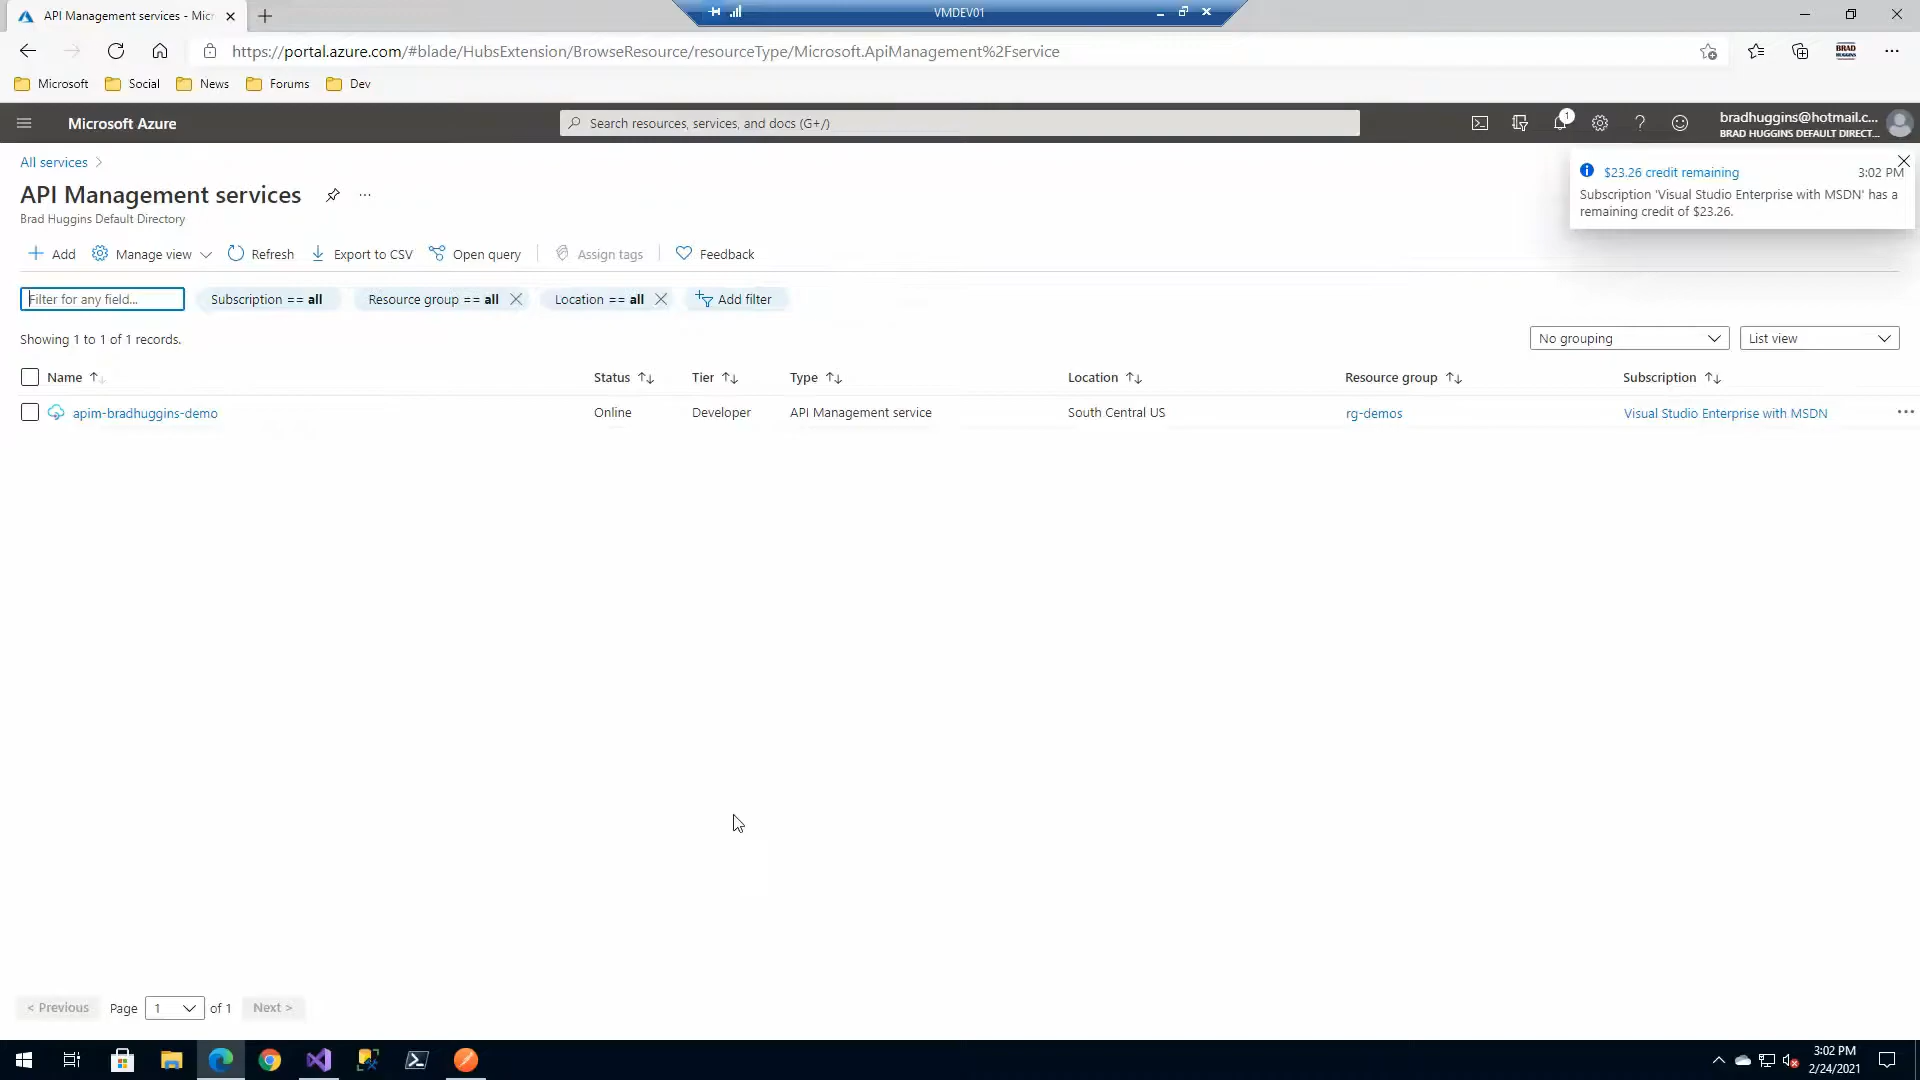 API Management services - Micr
VMDEV01
https://portal.azure.com/#blade/HubsExtension/BrowseResource/resourceType/Microsoft.ApiManagement%2Fservice
BRAD
HUGGINS
Microsoft
Social
News
Forums
Dev
Microsoft Azure
Search resources, services, and docs (G+/)
1
bradhuggins@hotmail.c...
BRAD HUGGINS DEFAULT DIRECT...
All services
$23.26 credit remaining
3:02 PM
Subscription 'Visual Studio Enterprise with MSDN' has a
remaining credit of $23.26.
API Management services
...
Brad Huggins Default Directory
Add
Manage view
Refresh
Export to CSV
Open query
Assign tags
Feedback
Filter for any field...
Subscription == all
Resource group == all
Location == all
Add filter
Showing 1 to 1 of 1 records.
No grouping
List view
Name
Status
Tier
Type
Location
Resource group
Subscription
apim-bradhuggins-demo
Online
Developer
API Management service
South Central US
rg-demos
Visual Studio Enterprise with MSDN
...
< Previous
Page
1
of 1
Next >
3:02 PM
2/24/2021